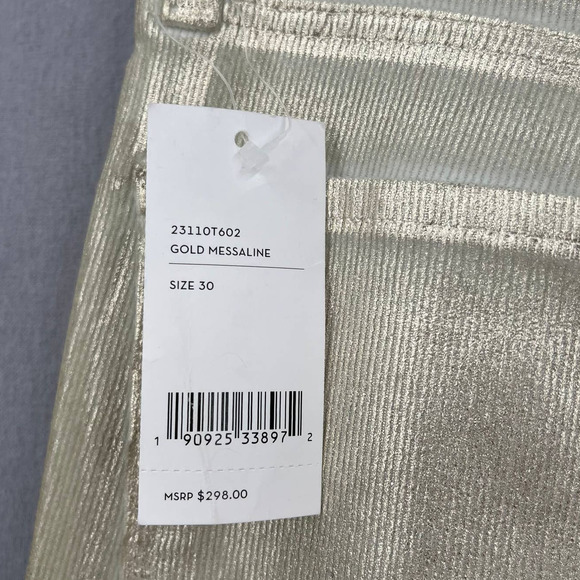 23110T602
GOLD MESSALINE
SIZE 30
1 90925 33897 2
MSRP $298.00